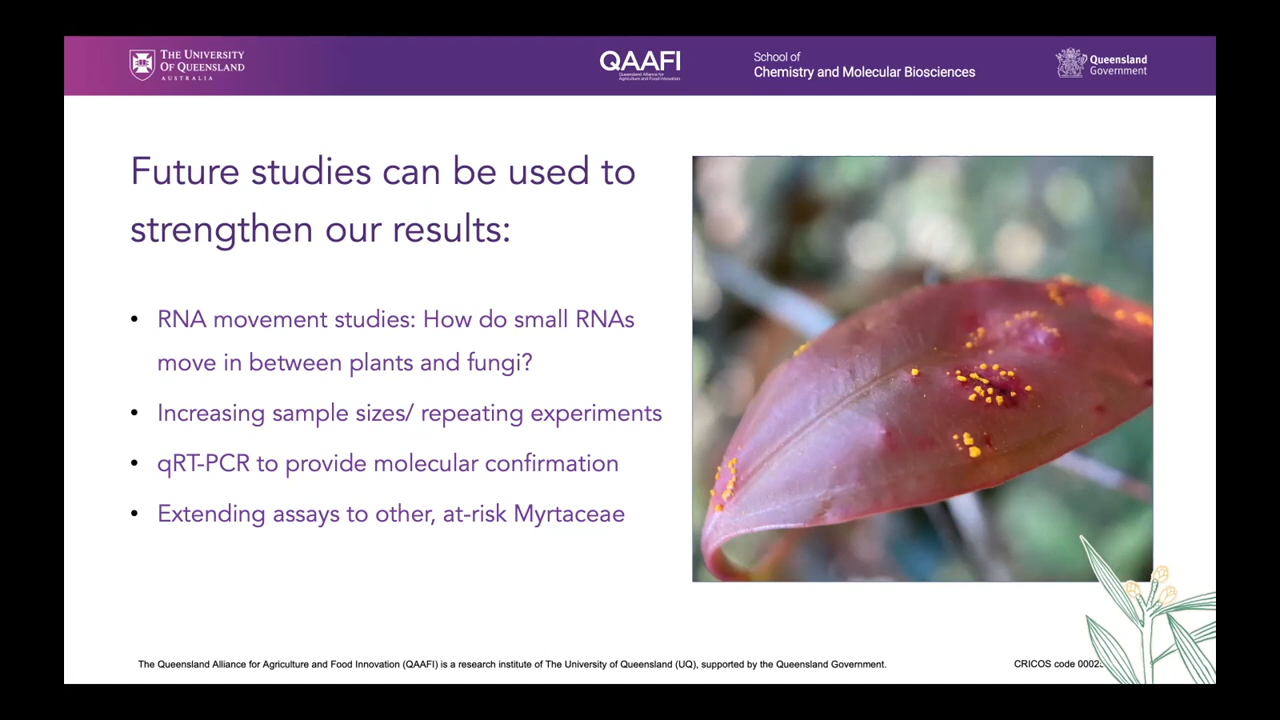 THE UNIVERSITY
OF QUEENSLAND
AUSTRALIA
QAAFI
Queensland Alliance for
Agriculture and Food Innovation
School of
Chemistry and Molecular Biosciences
Queensland
Government
Future studies can be used to
strengthen our results:
• RNA movement studies: How do small RNAs
move in between plants and fungi?
• Increasing sample sizes/ repeating experiments
• qRT-PCR to provide molecular confirmation
• Extending assays to other, at-risk Myrtaceae
The Queensland Alliance for Agriculture and Food Innovation (QAAFI) is a research institute of The University of Queensland (UQ), supported by the Queensland Government.
CRICOS code